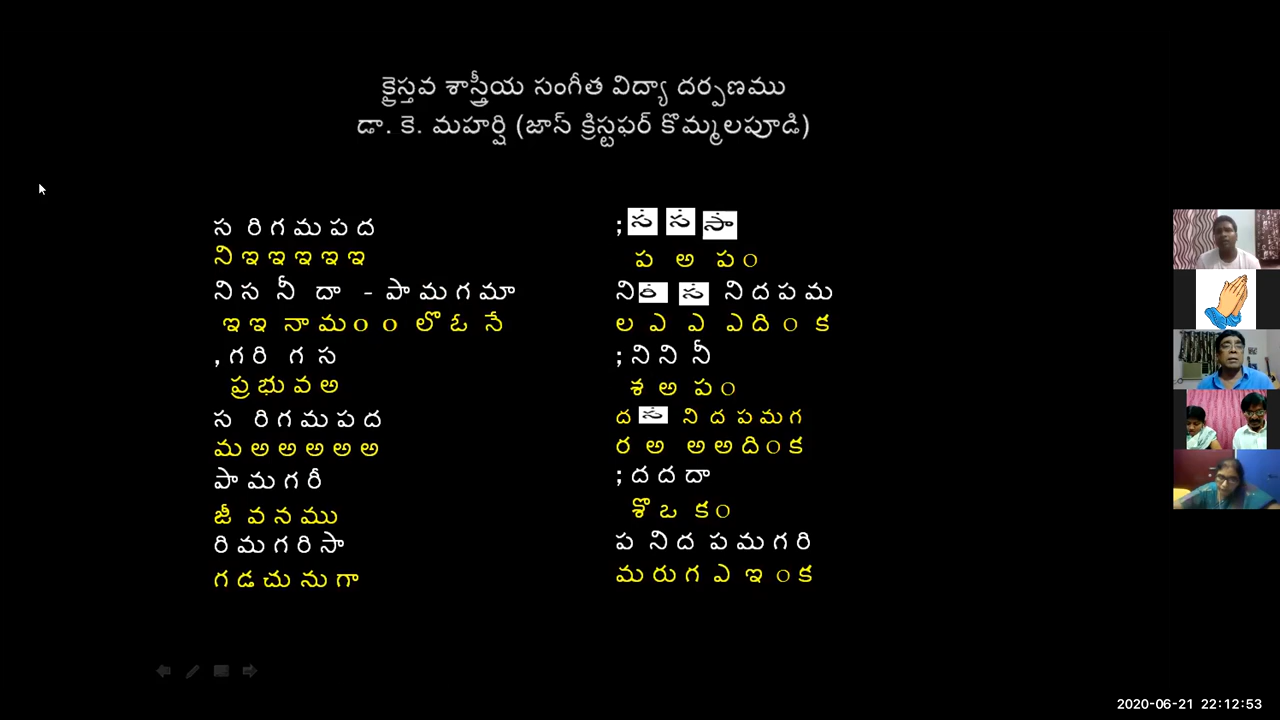 క్రైస్తవ శాస్త్రీయ సంగీత విద్యా దర్పణము
డా. కె. మహర్షి (జాస్ క్రిస్టఫర్ కొమ్మలపూడి)
స రి గ మ ప ద
ని ఇ ఇ ఇ ఇ ఇ
ని స నీ దా - పా మ గ మా
ఇ ఇ నా మ ం ం లొ ఓ నే
, గ రి గ స
ప్ర భు వ అ
స రి గ మ ప ద
మ అ అ అ అ అ
పా మ గ రీ
జీ వ న ము
రి మ గ రి సా
గ డ చు ను గా
; స̇ స̇ సా̇
ప అ ప ం
ని రి̇ స̇ ని ద ప మ
ల ఎ ఎ ఎ ది ం క
; ని ని నీ
శ అ ప ం
ద స̇ ని ద ప మ గ
ర అ అ అ ది ం క
; ద ద దా
శొ ఒ క ం
ప ని ద ప మ గ రి
మ రు గ ఎ ఇ ం క
2020-06-21 22:12:53